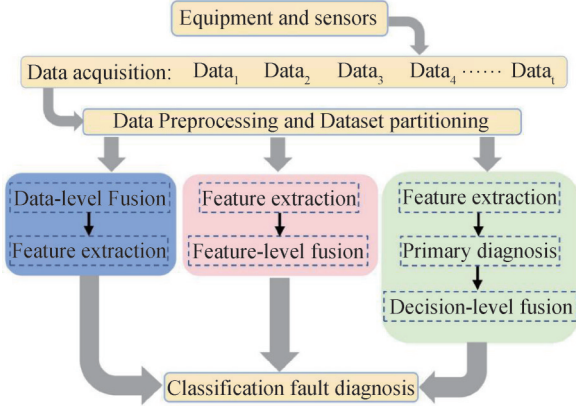 Equipment and sensors
Data acquisition: Data₁ Data₂ Data₃ Data₄ ⋯⋯ Dataₜ
Data Preprocessing and Dataset partitioning
Data-level Fusion
Feature extraction
Feature extraction
Feature-level fusion
Feature extraction
Primary diagnosis
Decision-level fusion
Classification fault diagnosis